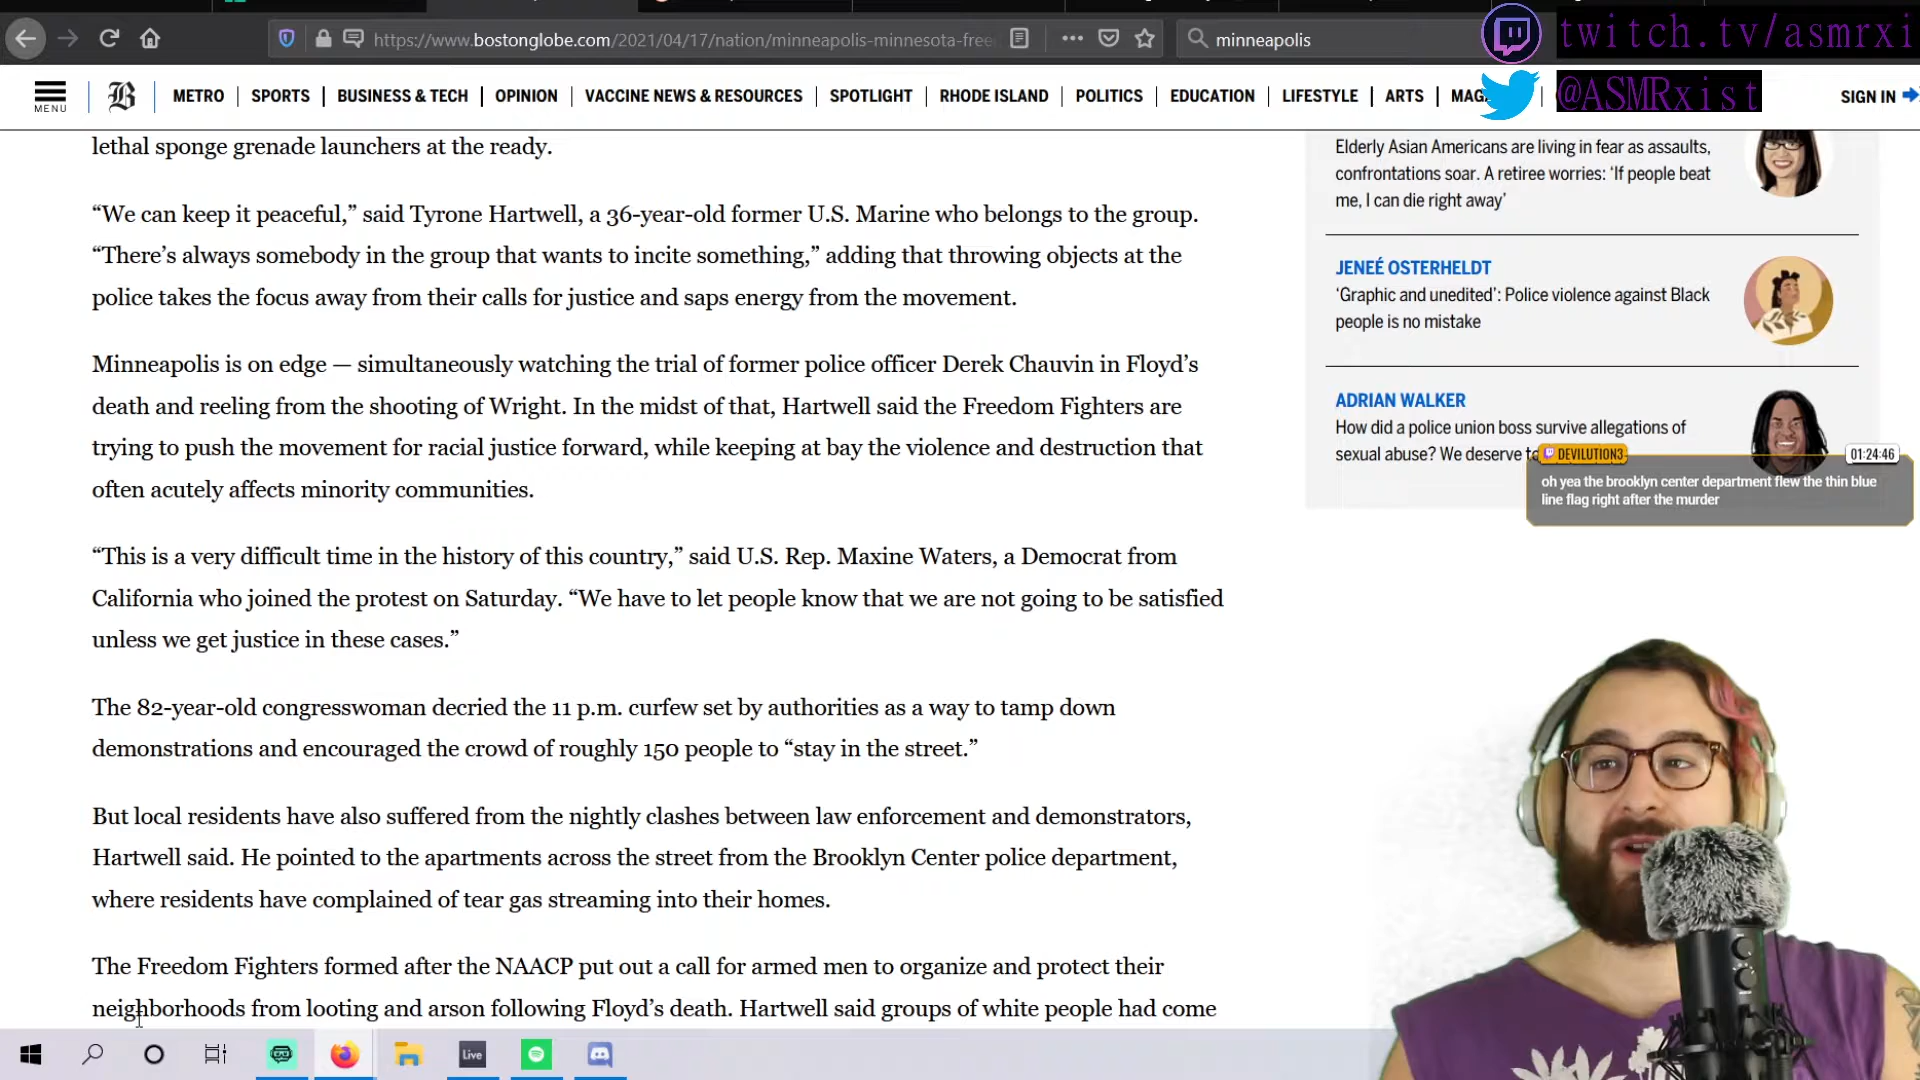 https://www.bostonglobe.com/2021/04/17/nation/minneapolis-minnesota-free
minneapolis
twitch.tv/asmrxi
@ASMRxist
MENU
METRO
SPORTS
BUSINESS & TECH
OPINION
VACCINE NEWS & RESOURCES
SPOTLIGHT
RHODE ISLAND
POLITICS
EDUCATION
LIFESTYLE
ARTS
MAG
SIGN IN
lethal sponge grenade launchers at the ready.
“We can keep it peaceful,” said Tyrone Hartwell, a 36-year-old former U.S. Marine who belongs to the group.
“There’s always somebody in the group that wants to incite something,” adding that throwing objects at the
police takes the focus away from their calls for justice and saps energy from the movement.
Minneapolis is on edge — simultaneously watching the trial of former police officer Derek Chauvin in Floyd’s
death and reeling from the shooting of Wright. In the midst of that, Hartwell said the Freedom Fighters are
trying to push the movement for racial justice forward, while keeping at bay the violence and destruction that
often acutely affects minority communities.
“This is a very difficult time in the history of this country,” said U.S. Rep. Maxine Waters, a Democrat from
California who joined the protest on Saturday. “We have to let people know that we are not going to be satisfied
unless we get justice in these cases.”
The 82-year-old congresswoman decried the 11 p.m. curfew set by authorities as a way to tamp down
demonstrations and encouraged the crowd of roughly 150 people to “stay in the street.”
But local residents have also suffered from the nightly clashes between law enforcement and demonstrators,
Hartwell said. He pointed to the apartments across the street from the Brooklyn Center police department,
where residents have complained of tear gas streaming into their homes.
The Freedom Fighters formed after the NAACP put out a call for armed men to organize and protect their
neighborhoods from looting and arson following Floyd’s death. Hartwell said groups of white people had come
Elderly Asian Americans are living in fear as assaults,
confrontations soar. A retiree worries: ‘If people beat
me, I can die right away’
JENEÉ OSTERHELDT
‘Graphic and unedited’: Police violence against Black
people is no mistake
ADRIAN WALKER
How did a police union boss survive allegations of
sexual abuse? We deserve
DEVILUTION3
01:24:46
oh yea the brooklyn center department flew the thin blue
line flag right after the murder
Live